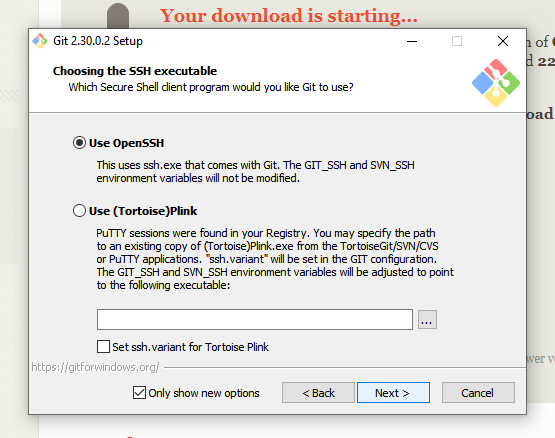 Your download is starting...
Git 2.30.0.2 Setup
n of
Choosing the SSH executable
d 22
Which Secure Shell client program would you like Git to use?
oad
Use OpenSSH
This uses ssh.exe that comes with Git. The GIT_SSH and SVN_SSH
environment variables will not be modified.
Use (Tortoise)Plink
PuTTY sessions were found in your Registry. You may specify the path
to an existing copy of (Tortoise)Plink.exe from the TortoiseGit/SVN/CVS
or PuTTY applications. "ssh.variant" will be set in the GIT configuration.
The GIT_SSH and SVN_SSH environment variables will be adjusted to point
to the following executable:
...
Set ssh.variant for Tortoise Plink
wer ve
https://gitforwindows.org/
Only show new options
< Back
Next >
Cancel